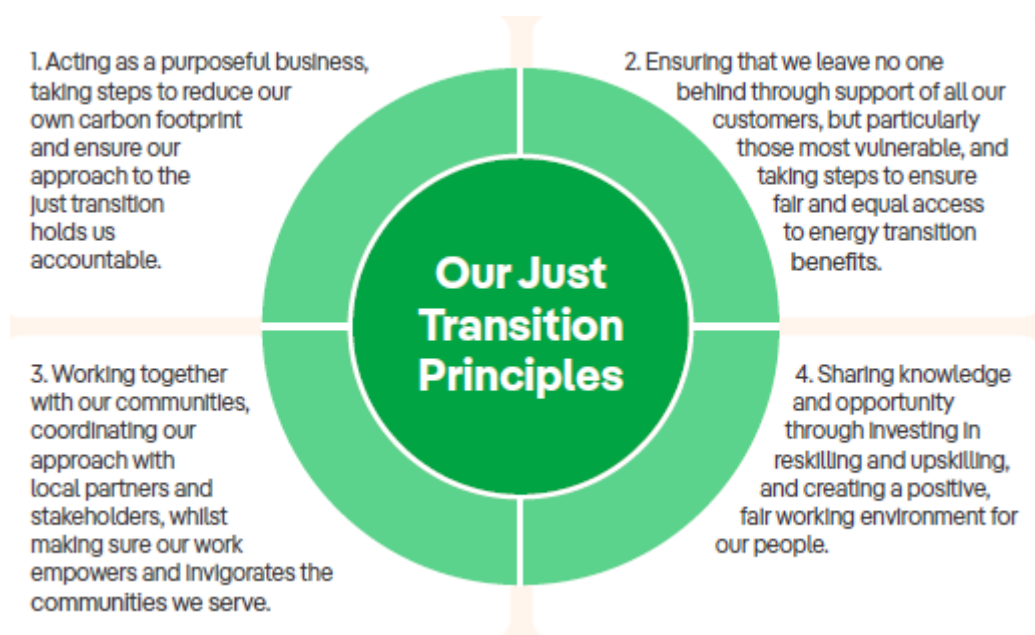 1. Acting as a purposeful business,
taking steps to reduce our
own carbon footprint
and ensure our
approach to the
just transition
holds us
accountable.
2. Ensuring that we leave no one
behind through support of all our
customers, but particularly
those most vulnerable, and
taking steps to ensure
fair and equal access
to energy transition
benefits.
Our Just
Transition
Principles
3. Working together
with our communities,
coordinating our
approach with
local partners and
stakeholders, whilst
making sure our work
empowers and invigorates the
communities we serve.
4. Sharing knowledge
and opportunity
through investing in
reskilling and upskilling,
and creating a positive,
fair working environment for
our people.